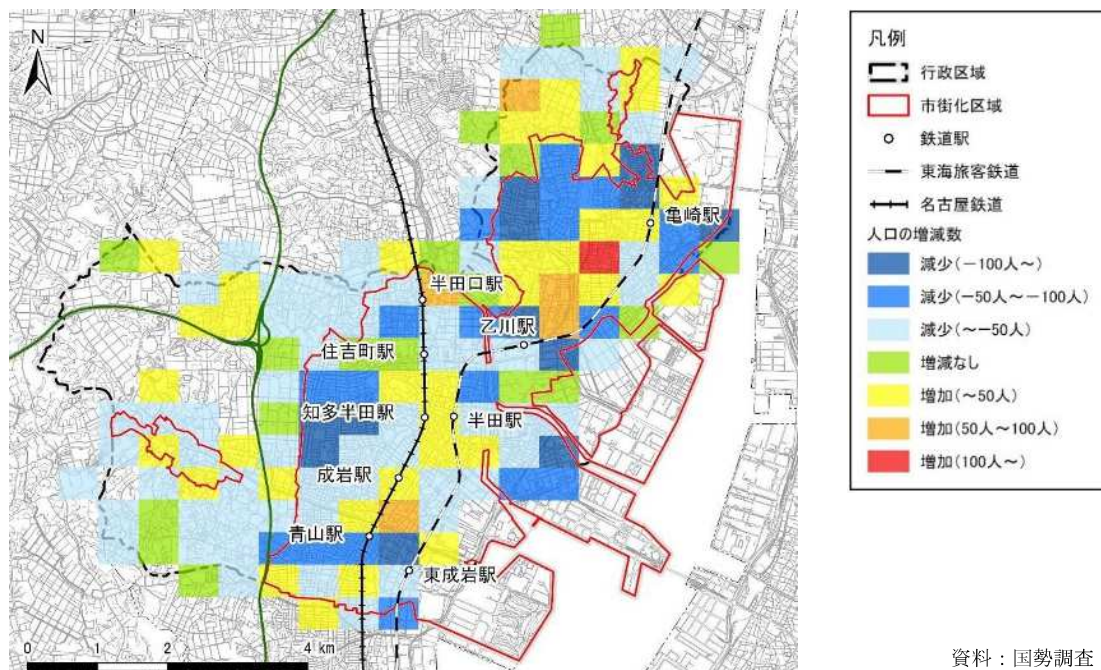 N
亀崎駅
半田口駅
乙川駅
住吉町駅
知多半田駅
半田駅
成岩駅
青山駅
東成岩駅
0 1 2 4 km
凡例
行政区域
市街化区域
鉄道駅
東海旅客鉄道
名古屋鉄道
人口の増減数
減少(-100人~)
減少(-50人~-100人)
減少(~-50人)
増減なし
増加(~50人)
増加(50人~100人)
増加(100人~)
資料:国勢調査